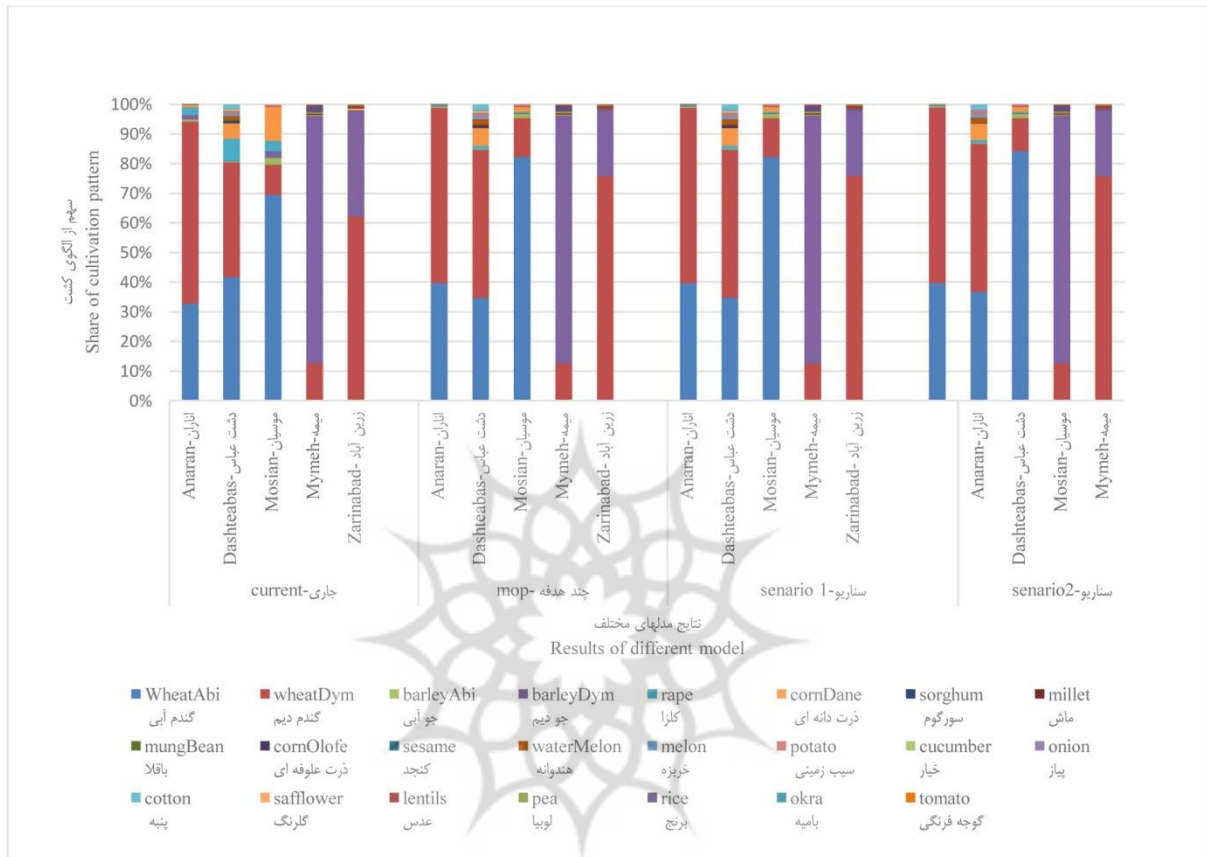 100%
90%
80%
70%
60%
50%
40%
30%
20%
10%
0%
سهم از الگوی کشت
Share of cultivation pattern
Anaran-اناران
Dashteabas-دشت عباس
Mosian-موسیان
Mymeh-میمه
Zarinabad- زرین آباد
Anaran-اناران
Dashteabas-دشت عباس
Mosian-موسیان
Mymeh-میمه
Zarinabad- زرین آباد
Anaran-اناران
Dashteabas-دشت عباس
Mosian-موسیان
Mymeh-میمه
Zarinabad- زرین آباد
Anaran-اناران
Dashteabas-دشت عباس
Mosian-موسیان
Mymeh-میمه
current-جاری
mop- چند هدفه
senario 1-سناریو
senario2-سناریو
نتایج مدلهای مختلف
Results of different model
WheatAbi wheatDym barleyAbi barleyDym rape cornDane sorghum millet
گندم آبی گندم دیم جو آبی جو دیم کلزا ذرت دانه ای سورگوم ماش
mungBean cornOlofe sesame waterMelon melon potato cucumber onion
باقلا ذرت علوفه ای کنجد هندوانه خربزه سیب زمینی خیار پیاز
cotton safflower lentils pea rice okra tomato
پنبه گلرنگ عدس لوبیا برنج بامیه گوجه فرنگی